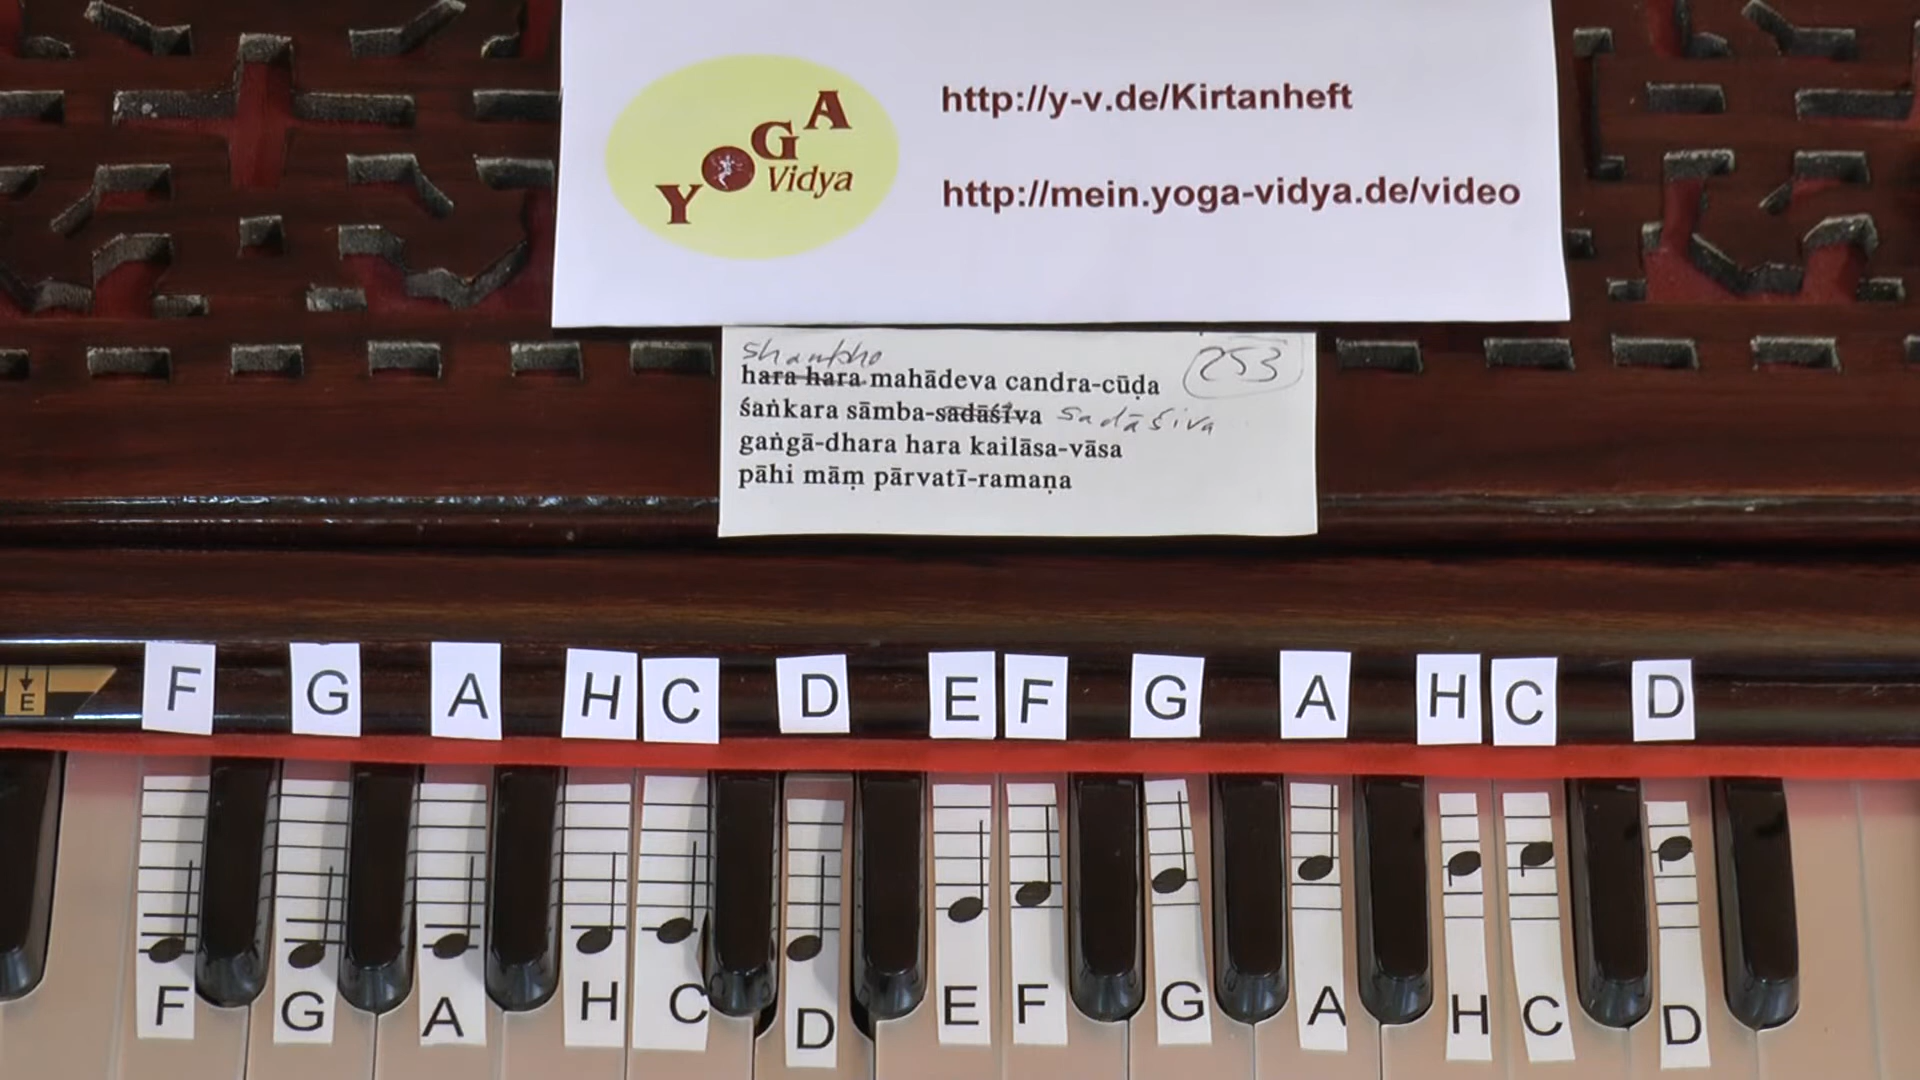 YOGA
Vidya
http://y-v.de/Kirtanheft
http://mein.yoga-vidya.de/video
shambho
253
hara hara mahādeva candra-cūḍa
śaṅkara sāmba-sadāśiva sadāśiva
gaṅgā-dhara hara kailāsa-vāsa
pāhi māṃ pārvatī-ramaṇa
E
F G A H C D E F G A H C D
F G A H C D E F G A H C D